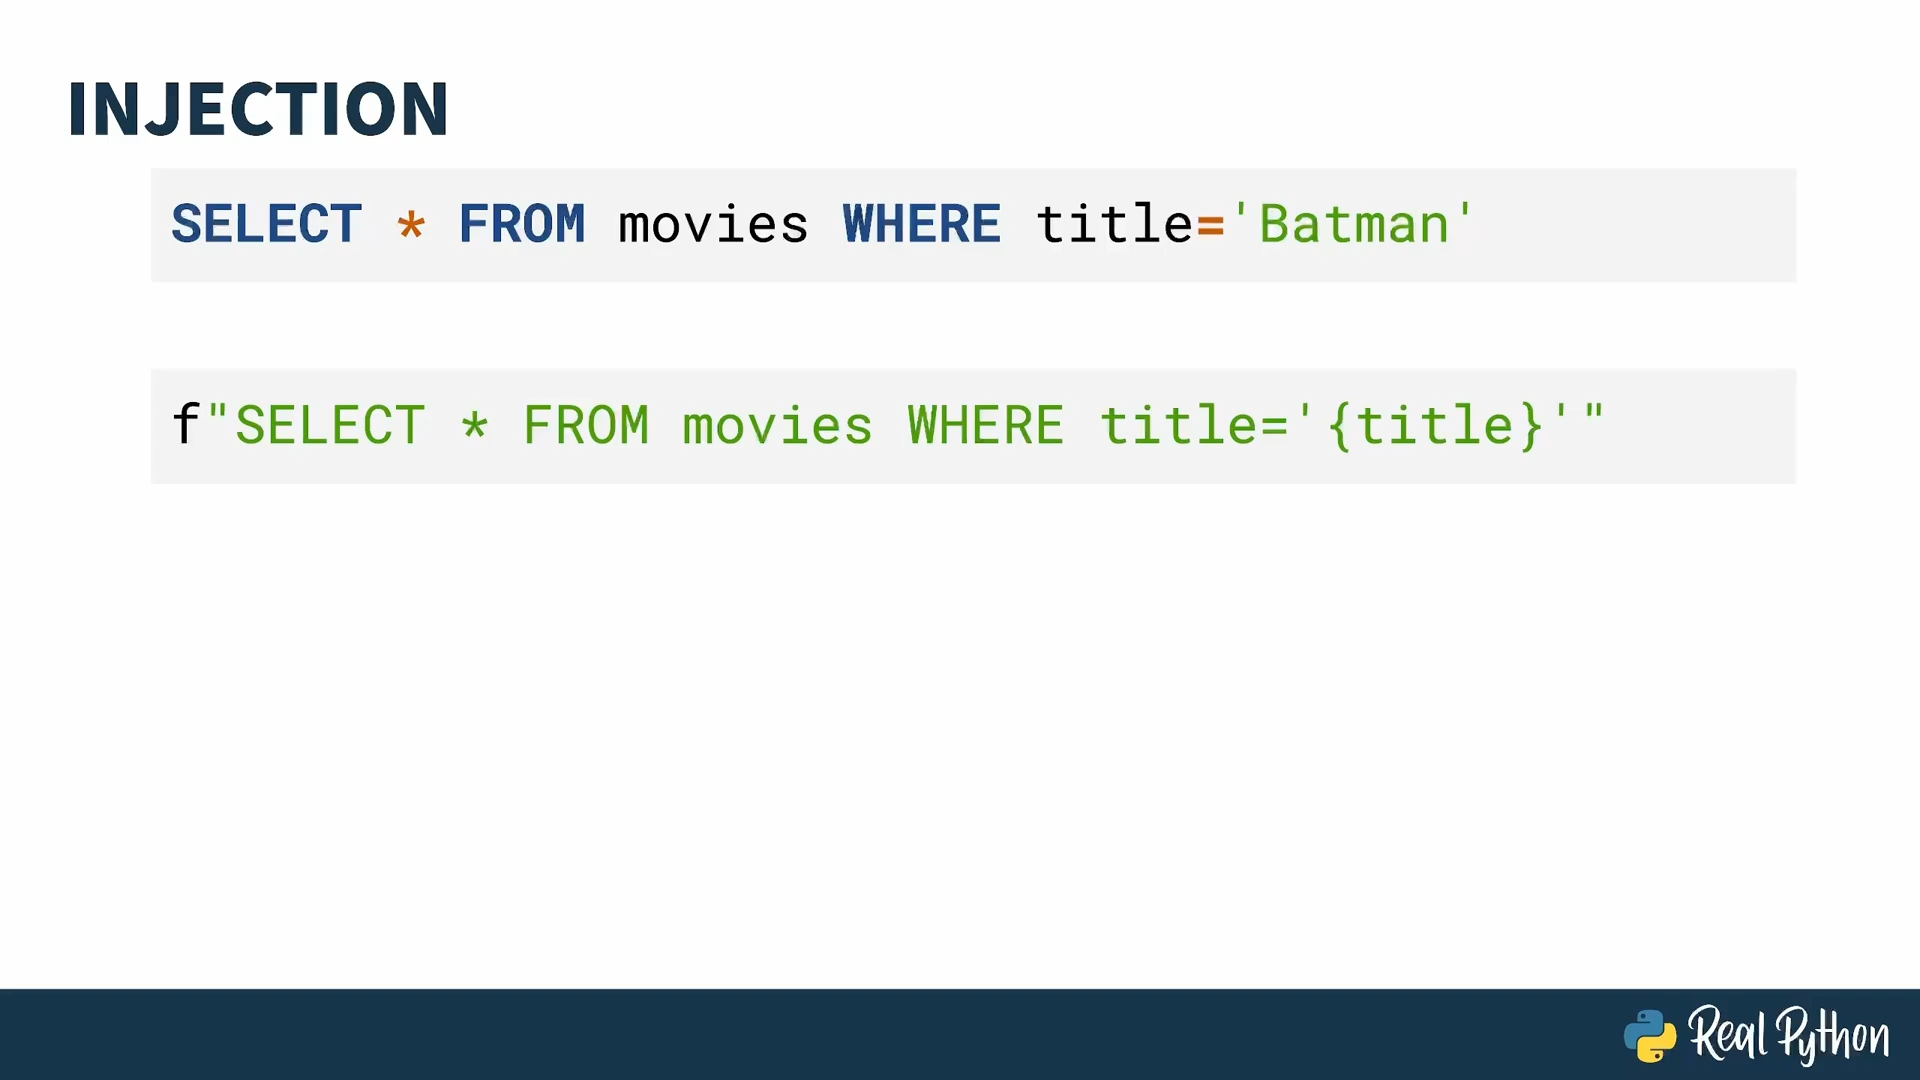 INJECTION
SELECT * FROM movies WHERE title='Batman'
f"SELECT * FROM movies WHERE title='{title}'"
Real Python